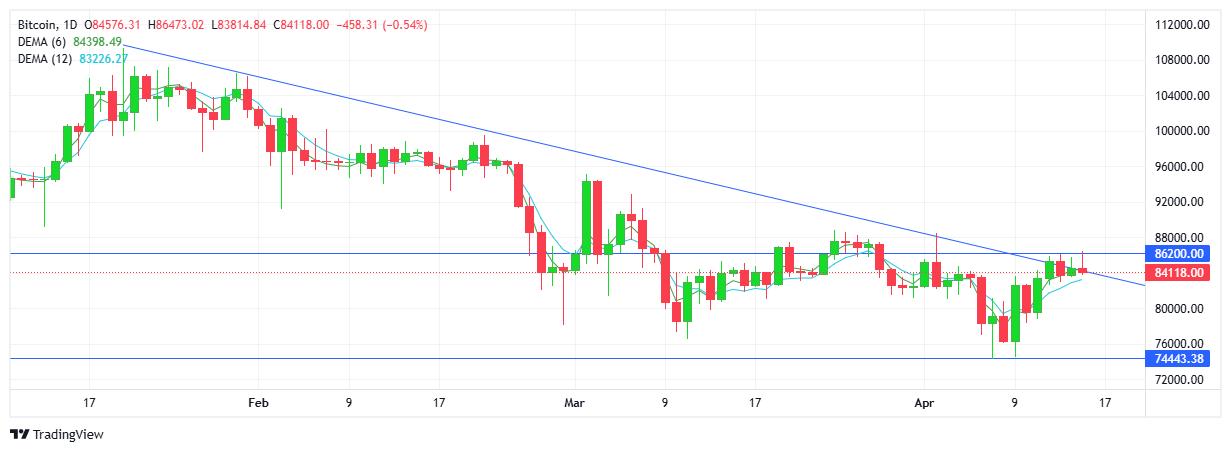 Bitcoin, 1D O84576.31 H86473.02 L83814.84 C84118.00 −458.31 (−0.54%)
DEMA (6) 84398.49
DEMA (12) 83226.27
112000.00
108000.00
104000.00
100000.00
96000.00
92000.00
88000.00
86200.00
84118.00
80000.00
76000.00
74443.38
72000.00
17 Feb 9 17 Mar 9 17 Apr 9 17
TradingView